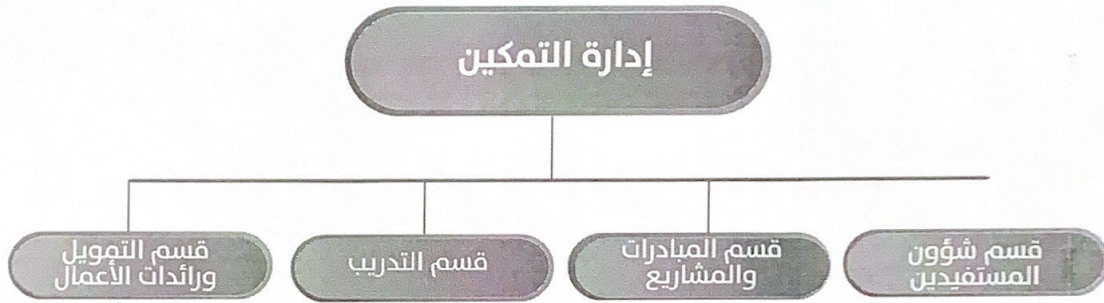 إدارة التمكين
قسم شؤون
المستفيدين
قسم المبادرات
والمشاريع
قسم التدريب
قسم التمويل
ورائدات الأعمال